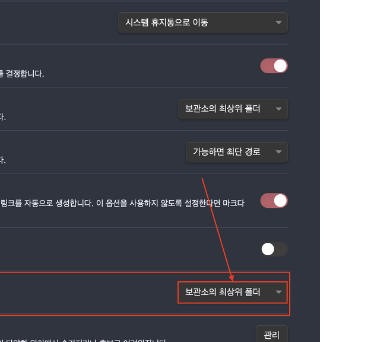 시스템 휴지통으로 이동
를 결정합니다.
보관소의 최상위 폴더
다.
가능하면 최단 경로
다.
링크를 자동으로 생성합니다. 이 옵션을 사용하지 않도록 설정한다면 마크다
보관소의 최상위 폴더
관리